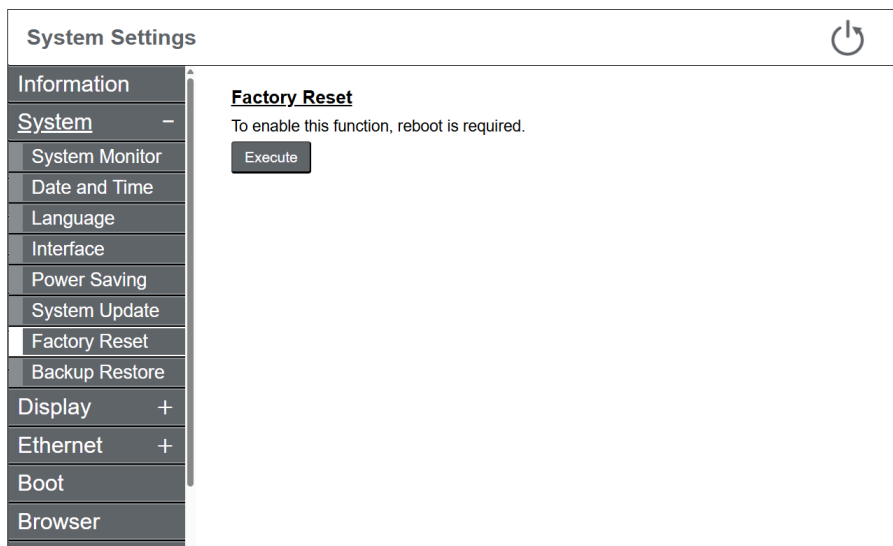 System Settings
Information
System −
System Monitor
Date and Time
Language
Interface
Power Saving
System Update
Factory Reset
Backup Restore
Display +
Ethernet +
Boot
Browser
Factory Reset
To enable this function, reboot is required.
Execute